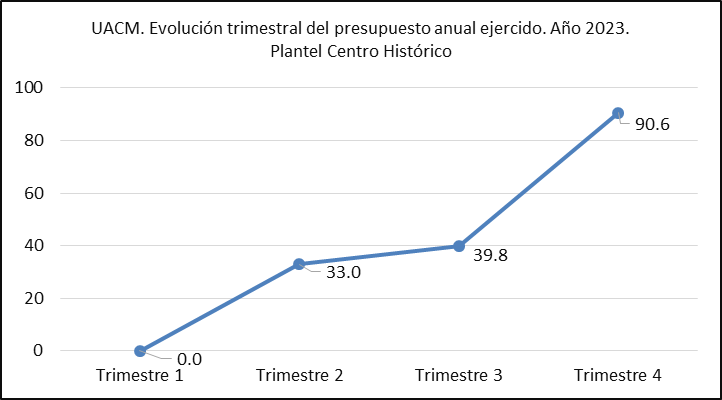 UACM. Evolución trimestral del presupuesto anual ejercido. Año 2023.
Plantel Centro Histórico
100
80
60
40
20
0
90.6
39.8
33.0
0.0
Trimestre 1
Trimestre 2
Trimestre 3
Trimestre 4